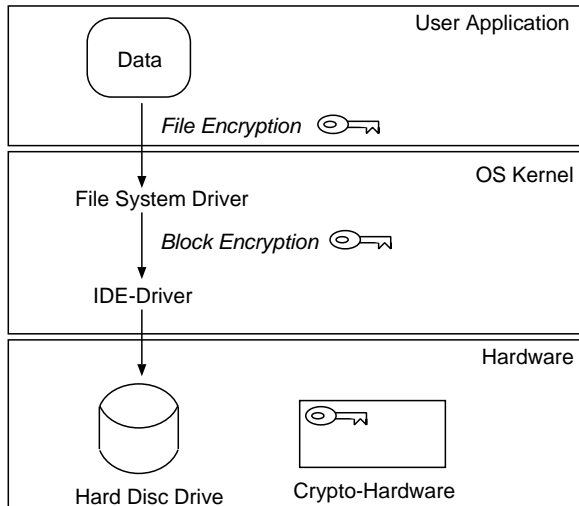 User Application
Data
File Encryption
OS Kernel
File System Driver
Block Encryption
IDE-Driver
Hardware
Hard Disc Drive
Crypto-Hardware